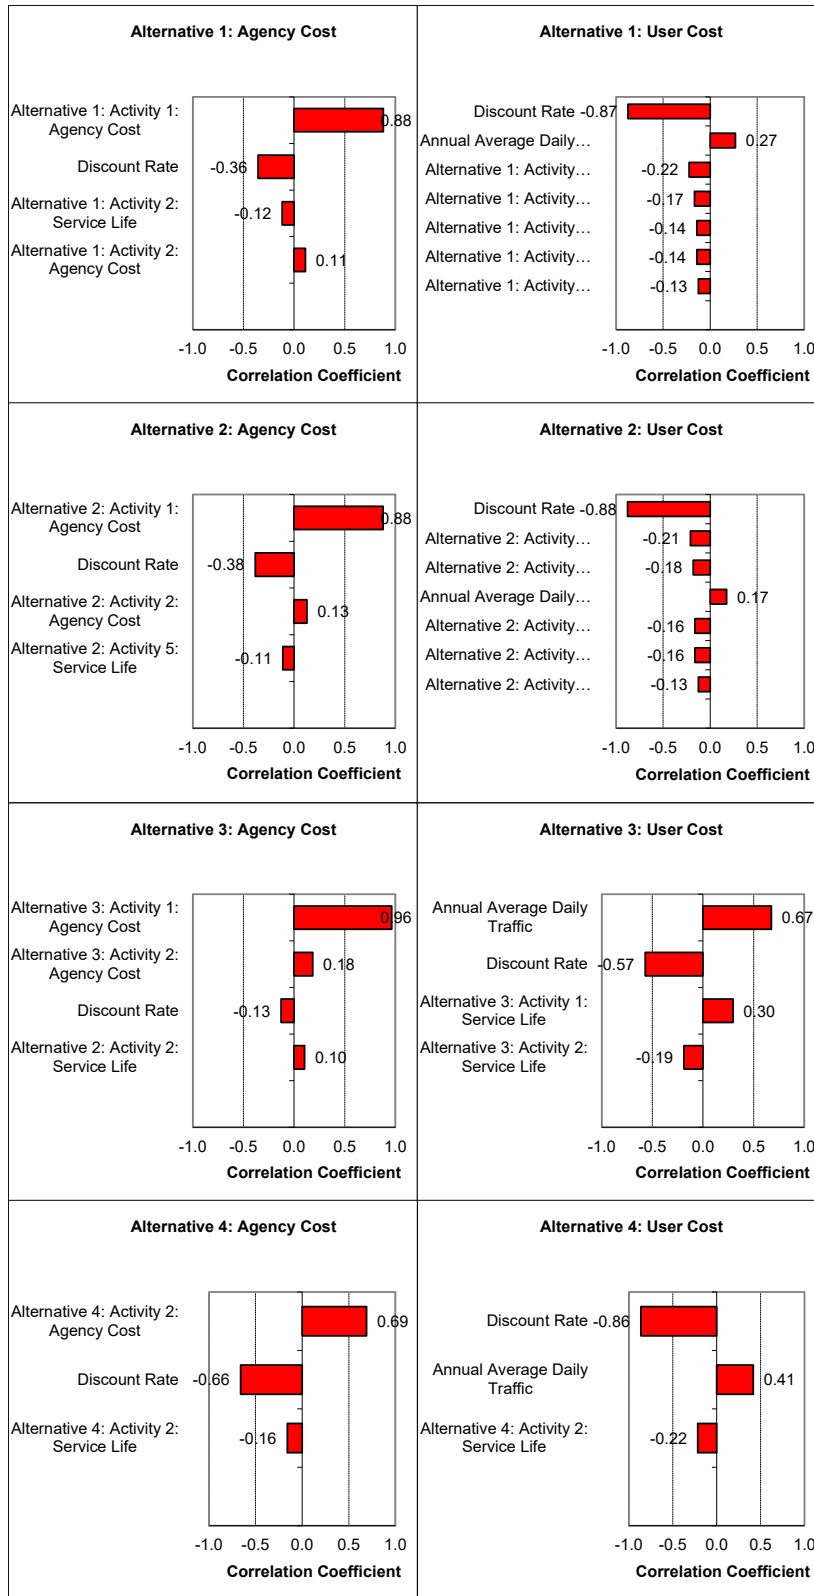 Alternative 1: Agency Cost
Alternative 1: Activity 1:
Agency Cost
0.88
Discount Rate
-0.36
Alternative 1: Activity 2:
Service Life
-0.12
Alternative 1: Activity 2:
Agency Cost
0.11
-1.0 -0.5 0.0 0.5 1.0
Correlation Coefficient
Alternative 1: User Cost
Discount Rate -0.87
Annual Average Daily… 0.27
Alternative 1: Activity… -0.22
Alternative 1: Activity… -0.17
Alternative 1: Activity… -0.14
Alternative 1: Activity… -0.14
Alternative 1: Activity… -0.13
-1.0 -0.5 0.0 0.5 1.0
Correlation Coefficient
Alternative 2: Agency Cost
Alternative 2: Activity 1:
Agency Cost
0.88
Discount Rate
-0.38
Alternative 2: Activity 2:
Agency Cost
0.13
Alternative 2: Activity 5:
Service Life
-0.11
-1.0 -0.5 0.0 0.5 1.0
Correlation Coefficient
Alternative 2: User Cost
Discount Rate -0.88
Alternative 2: Activity… -0.21
Alternative 2: Activity… -0.18
Annual Average Daily… 0.17
Alternative 2: Activity… -0.16
Alternative 2: Activity… -0.16
Alternative 2: Activity… -0.13
-1.0 -0.5 0.0 0.5 1.0
Correlation Coefficient
Alternative 3: Agency Cost
Alternative 3: Activity 1:
Agency Cost
0.96
Alternative 3: Activity 2:
Agency Cost
0.18
Discount Rate
-0.13
Alternative 2: Activity 2:
Service Life
0.10
-1.0 -0.5 0.0 0.5 1.0
Correlation Coefficient
Alternative 3: User Cost
Annual Average Daily
Traffic
0.67
Discount Rate
-0.57
Alternative 3: Activity 1:
Service Life
0.30
Alternative 3: Activity 2:
Service Life
-0.19
-1.0 -0.5 0.0 0.5 1.0
Correlation Coefficient
Alternative 4: Agency Cost
Alternative 4: Activity 2:
Agency Cost
0.69
Discount Rate
-0.66
Alternative 4: Activity 2:
Service Life
-0.16
-1.0 -0.5 0.0 0.5 1.0
Correlation Coefficient
Alternative 4: User Cost
Discount Rate -0.86
Annual Average Daily
Traffic
0.41
Alternative 4: Activity 2:
Service Life
-0.22
-1.0 -0.5 0.0 0.5 1.0
Correlation Coefficient